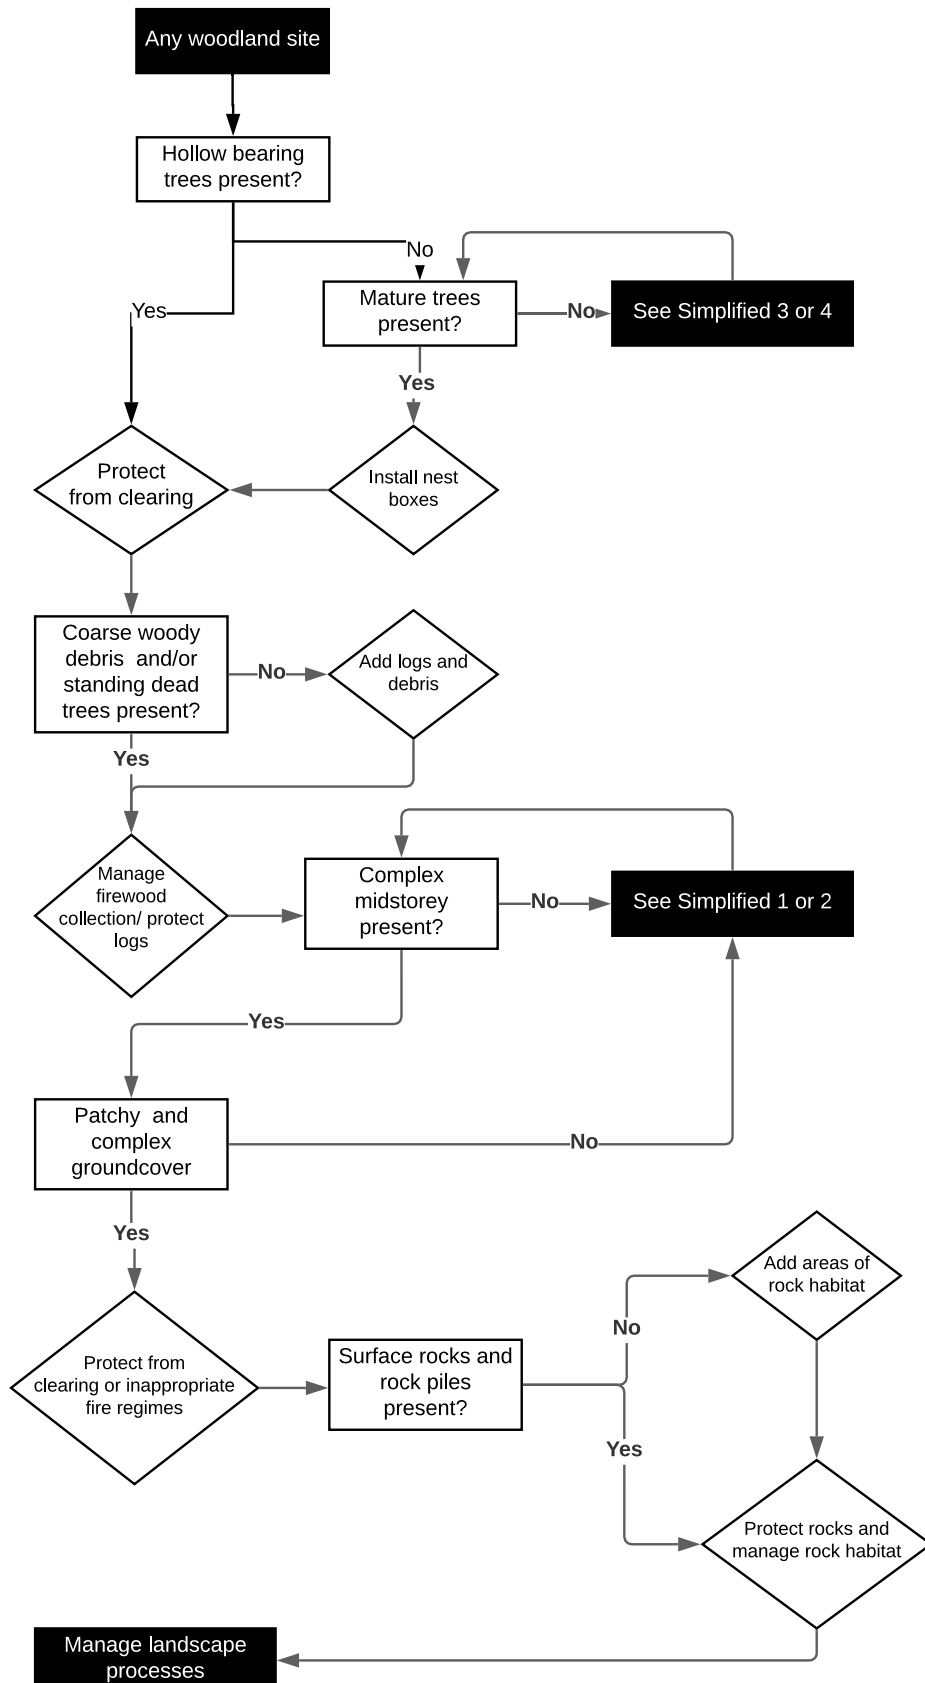 Any woodland site
Hollow bearing
trees present?
No
Yes
Mature trees
present?
No
See Simplified 3 or 4
Yes
Protect
from clearing
Install nest
boxes
Coarse woody
debris and/or
standing dead
trees present?
No
Add logs and
debris
Yes
Manage
firewood
collection/ protect
logs
Complex
midstorey
present?
No
See Simplified 1 or 2
Yes
Patchy and
complex
groundcover
No
Yes
Add areas of
rock habitat
Protect from
clearing or inappropriate
fire regimes
Surface rocks and
rock piles
present?
No
Yes
Protect rocks and
manage rock habitat
Manage landscape
processes